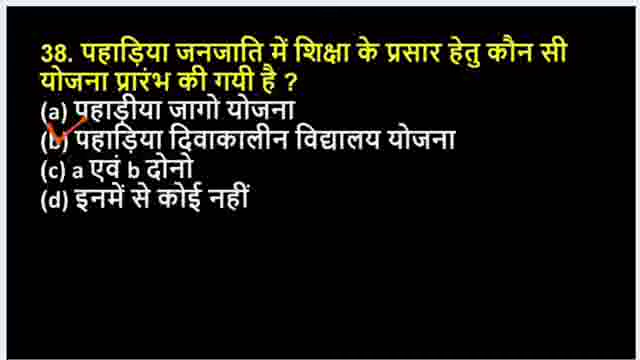 38. पहाड़िया जनजाति में शिक्षा के प्रसार हेतु कौन सी
योजना प्रारंभ की गयी है ?
(a) पहाड़ीया जागो योजना
(b) पहाड़िया दिवाकालीन विद्यालय योजना
(c) a एवं b दोनो
(d) इनमें से कोई नहीं